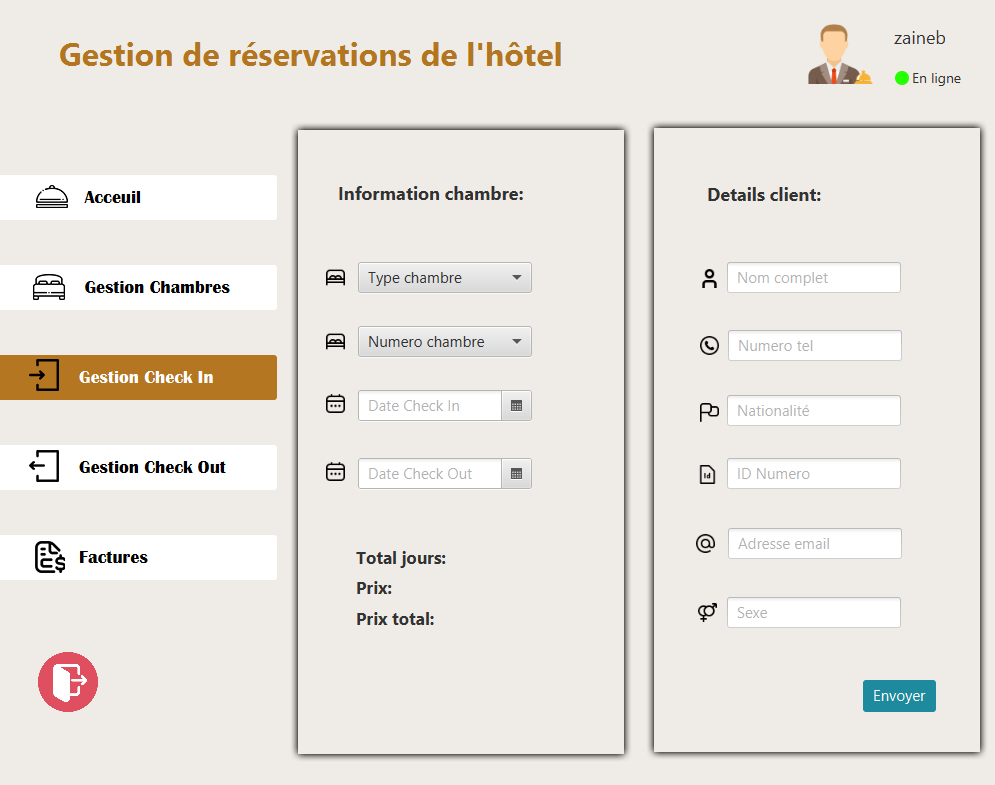 Gestion de réservations de l'hôtel
zaineb
En ligne
Acceuil
Gestion Chambres
Gestion Check In
Gestion Check Out
Factures
Information chambre:
Type chambre
Numero chambre
Date Check In
Date Check Out
Total jours:
Prix:
Prix total:
Details client:
Nom complet
Numero tel
Nationalité
Id
ID Numero
Adresse email
Sexe
Envoyer